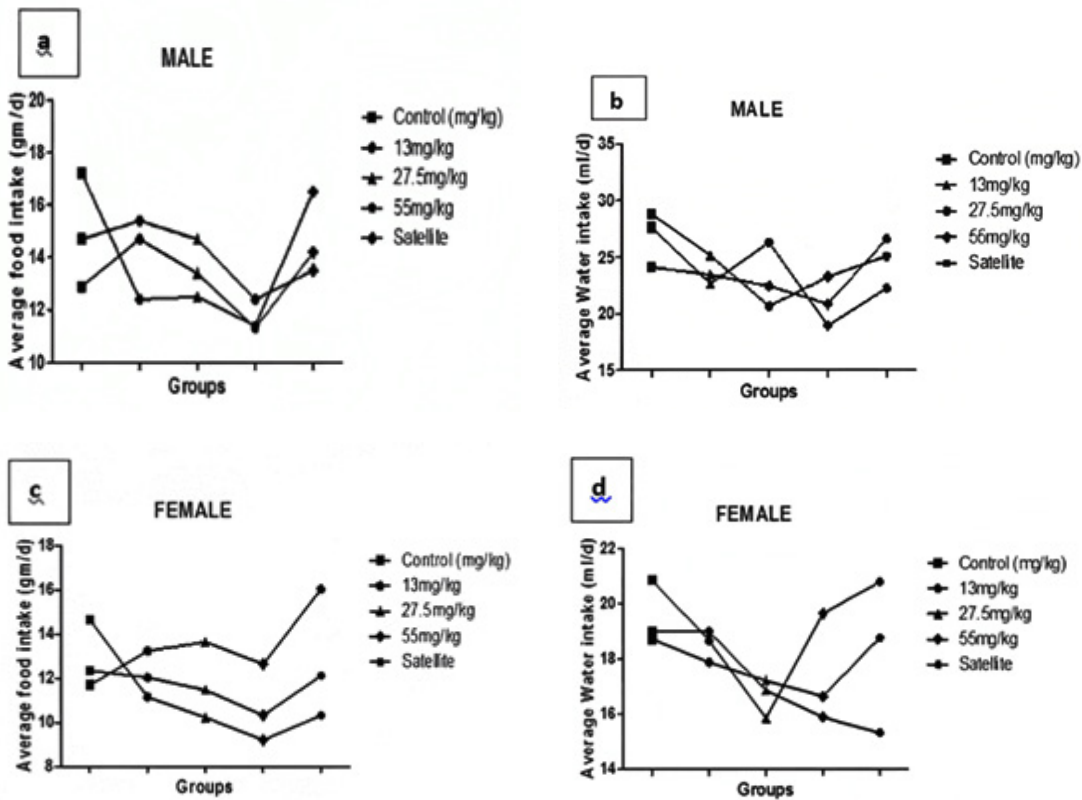 a
MALE
Average food intake (gm/d)
20
18
16
14
12
10
Groups
Control (mg/kg)
13mg/kg
27.5mg/kg
55mg/kg
Satellite
b
MALE
Average Water intake (ml/d)
35
30
25
20
15
Groups
Control (mg/kg)
13mg/kg
27.5mg/kg
55mg/kg
Satellite
c
FEMALE
Average food intake (gm/d)
18
16
14
12
10
8
Groups
Control (mg/kg)
13mg/kg
27.5mg/kg
55mg/kg
Satellite
d
FEMALE
Average Water intake (ml/d)
22
20
18
16
14
Groups
Control (mg/kg)
13mg/kg
27.5mg/kg
55mg/kg
Satellite